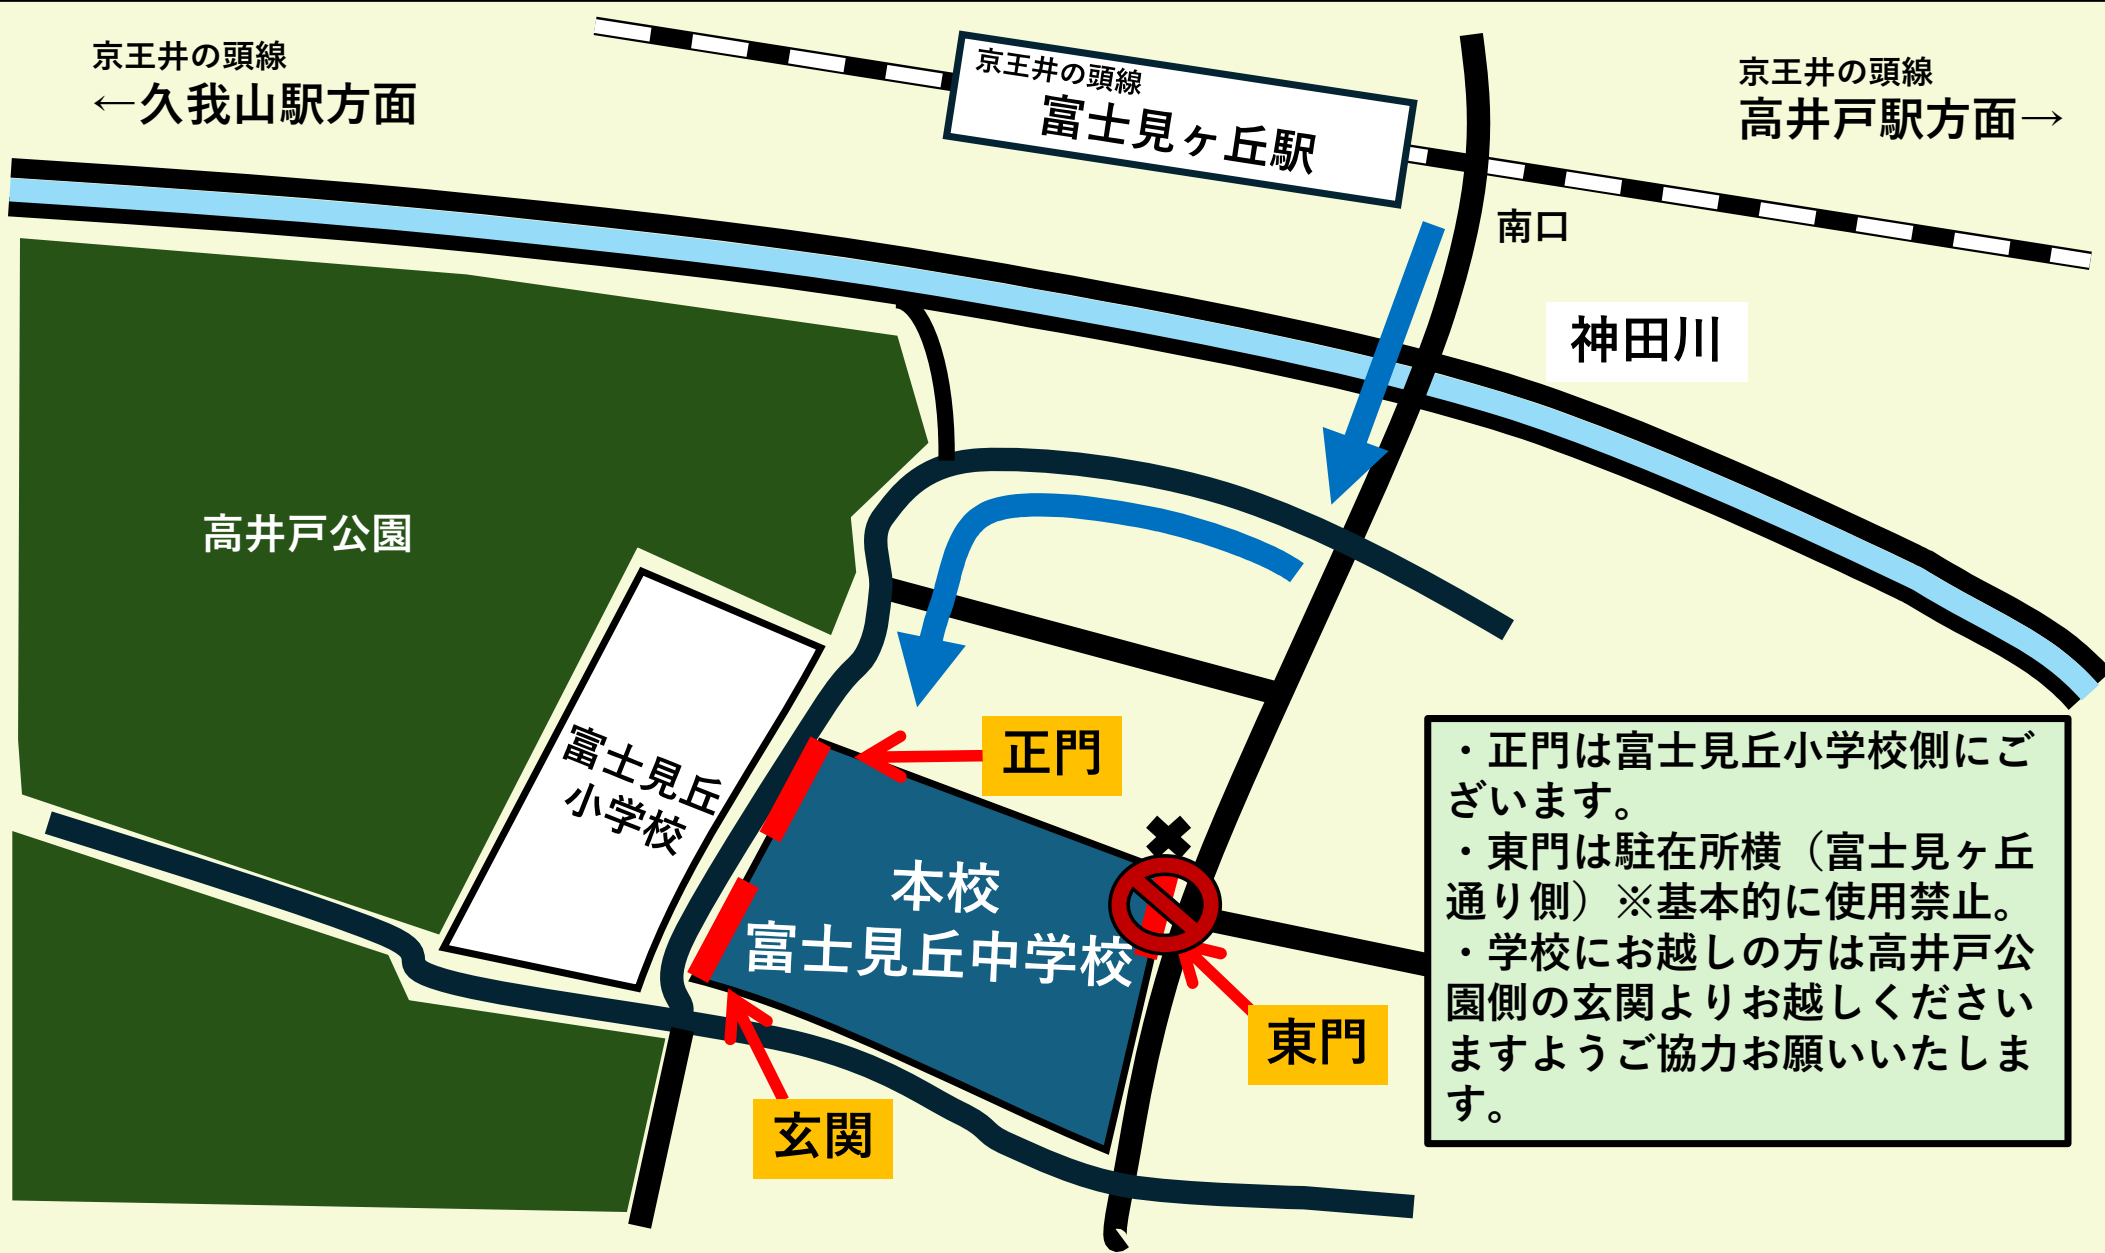 京王井の頭線
←久我山駅方面
京王井の頭線
富士見ヶ丘駅
京王井の頭線
高井戸駅方面→
南口
神田川
高井戸公園
富士見丘
小学校
正門
本校
富士見丘中学校
東門
玄関
・正門は富士見丘小学校側にご
ざいます。
・東門は駐在所横（富士見ヶ丘
通り側）※基本的に使用禁止。
・学校にお越しの方は高井戸公
園側の玄関よりお越しください
ますようご協力お願いいたしま
す。